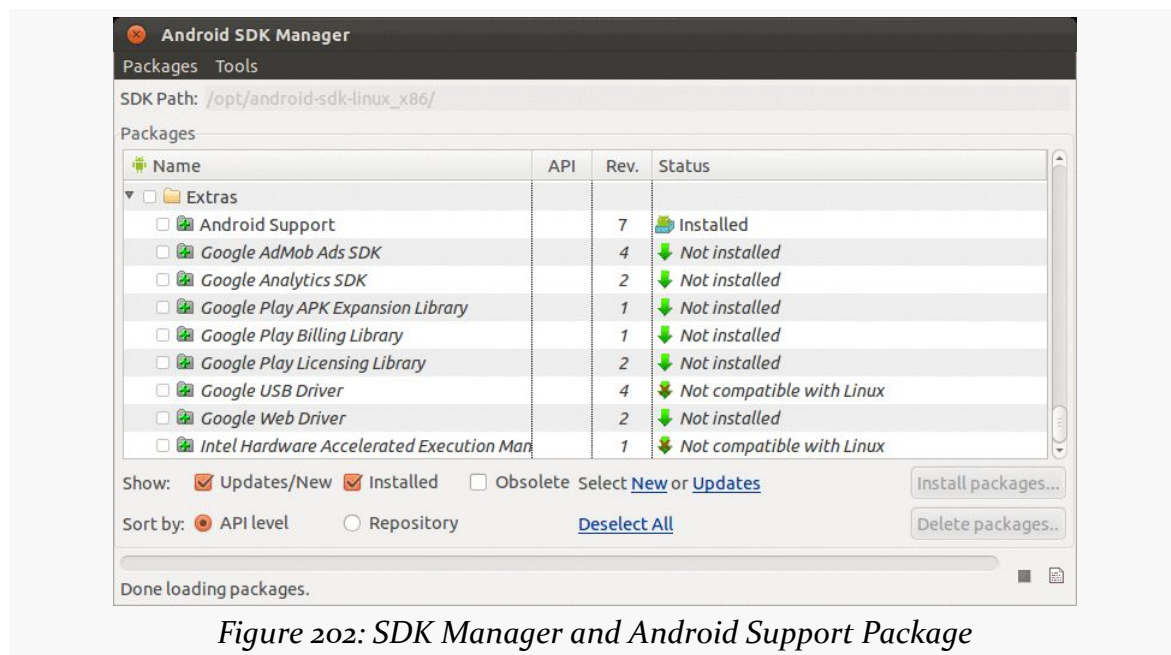 Android SDK Manager
Packages Tools
SDK Path: /opt/android-sdk-linux_x86/
Packages
Name API Rev. Status
Extras
Android Support 7 Installed
Google AdMob Ads SDK 4 Not installed
Google Analytics SDK 2 Not installed
Google Play APK Expansion Library 1 Not installed
Google Play Billing Library 1 Not installed
Google Play Licensing Library 2 Not installed
Google USB Driver 4 Not compatible with Linux
Google Web Driver 2 Not installed
Intel Hardware Accelerated Execution Man 1 Not compatible with Linux
Show: Updates/New Installed Obsolete Select New or Updates Install packages...
Sort by: API level Repository Deselect All Delete packages..
Done loading packages.
Figure 202: SDK Manager and Android Support Package